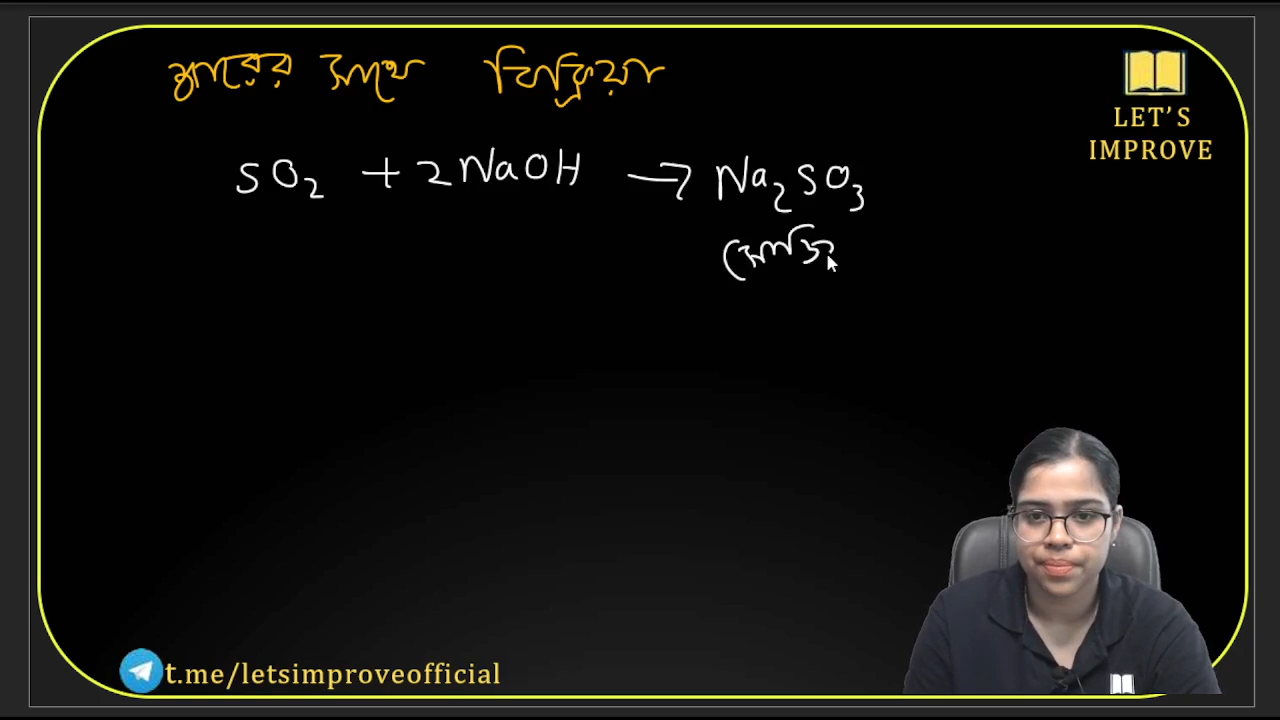 ক্ষারের সাথে বিক্রিয়া
LET'S
IMPROVE
SO₂ + 2NaOH → Na₂SO₃
(সোডি
t.me/letsimproveofficial